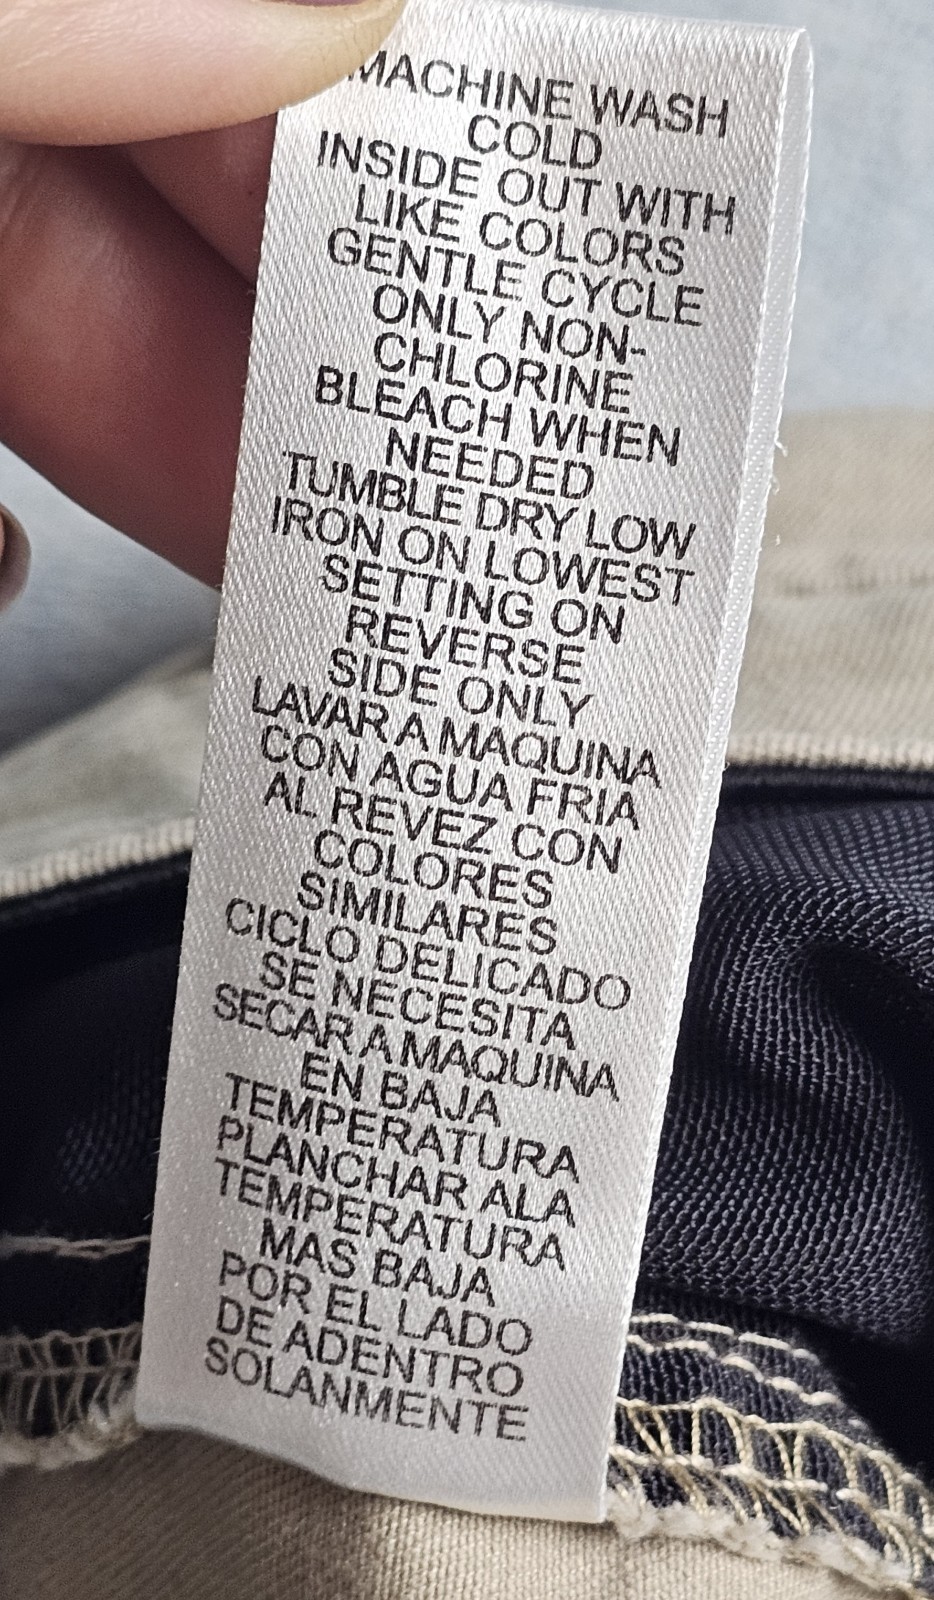 MACHINE WASH
COLD
INSIDE OUT WITH
LIKE COLORS
GENTLE CYCLE
ONLY NON-
CHLORINE
BLEACH WHEN
NEEDED
TUMBLE DRY LOW
IRON ON LOWEST
SETTING ON
REVERSE
SIDE ONLY
LAVAR A MAQUINA
CON AGUA FRIA
AL REVEZ CON
COLORES
SIMILARES
CICLO DELICADO
SE NECESITA
SECAR A MAQUINA
EN BAJA
TEMPERATURA
PLANCHAR ALA
TEMPERATURA
MAS BAJA
POR EL LADO
DE ADENTRO
SOLANMENTE